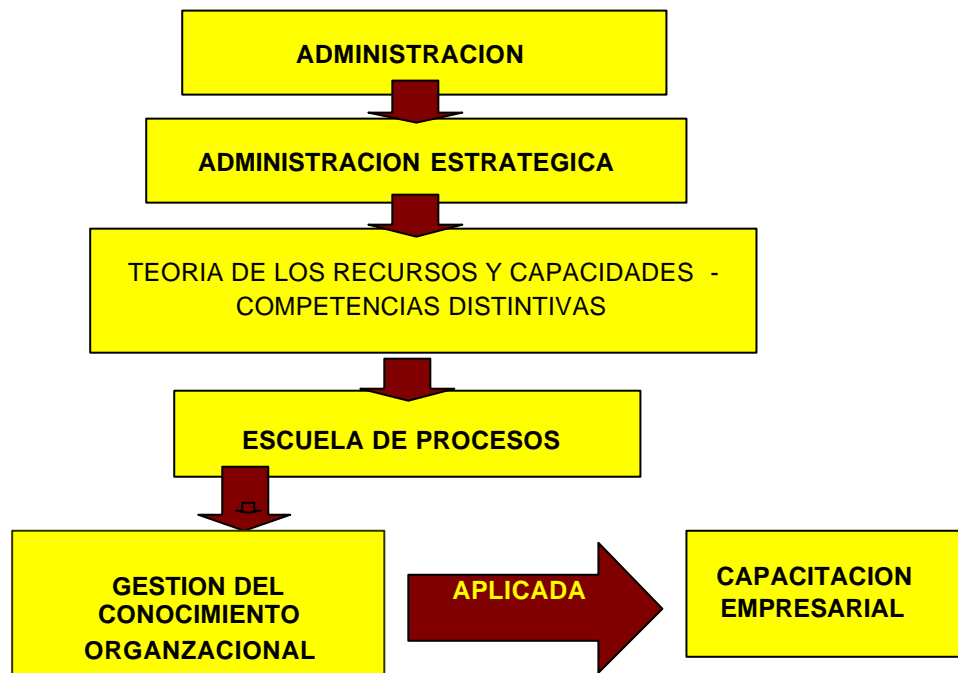 ADMINISTRACION
ADMINISTRACION ESTRATEGICA
TEORIA DE LOS RECURSOS Y CAPACIDADES -
COMPETENCIAS DISTINTIVAS
ESCUELA DE PROCESOS
GESTION DEL
CONOCIMIENTO
ORGANZACIONAL
APLICADA
CAPACITACION
EMPRESARIAL